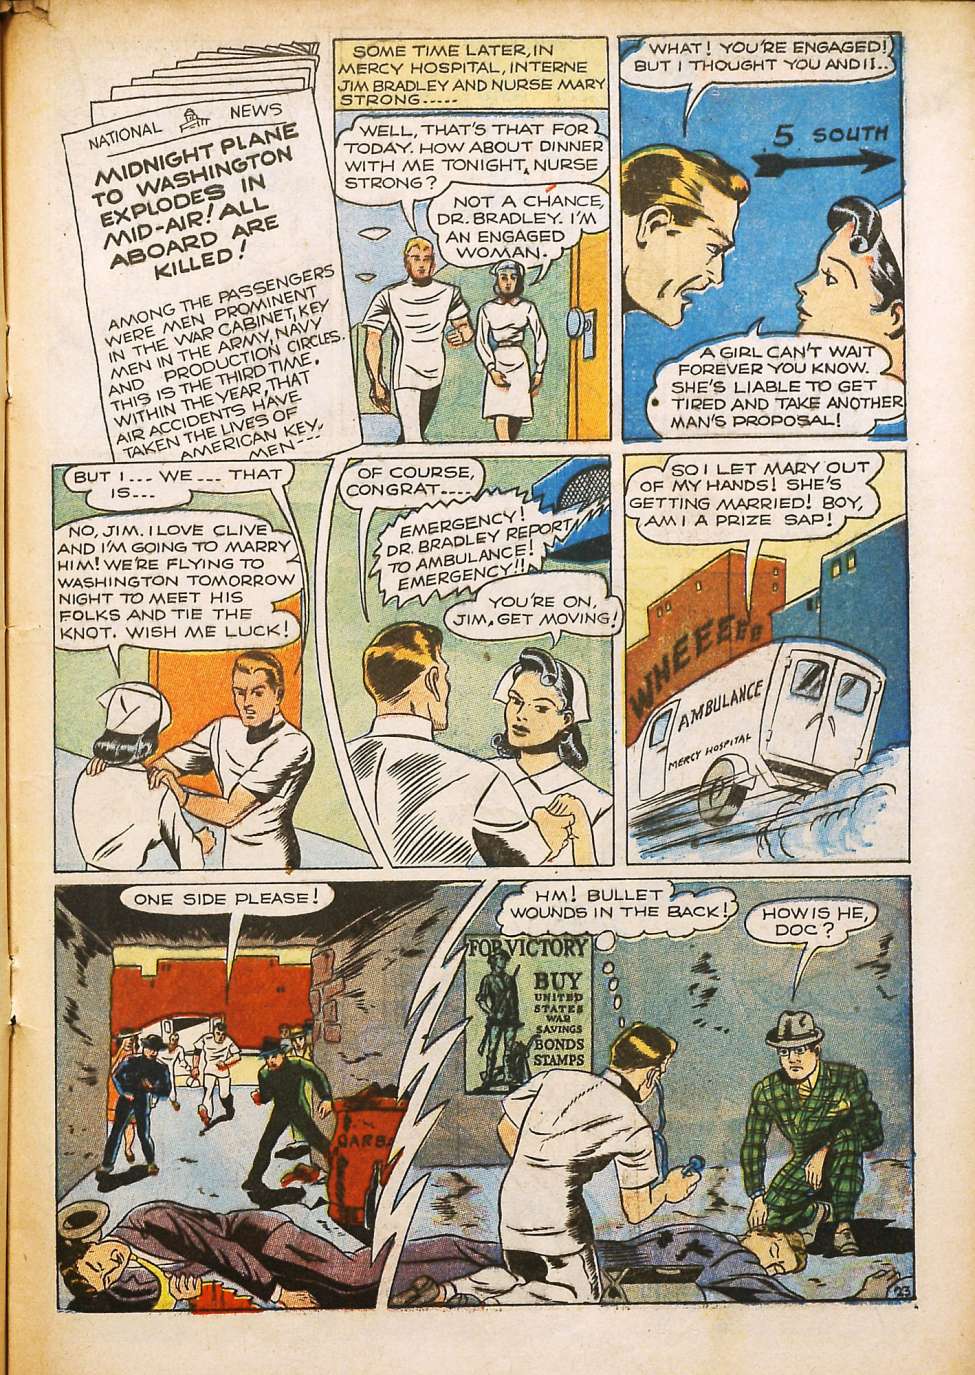 NATIONAL NEWS
MIDNIGHT PLANE
TO WASHINGTON
EXPLODES IN
MID-AIR! ALL
ABOARD ARE
KILLED!
AMONG THE PASSENGERS
WERE MEN PROMINENT
IN THE WAR CABINET, KEY
MEN IN THE ARMY, NAVY
AND PRODUCTION CIRCLES.
THIS IS THE THIRD TIME,
WITHIN THE YEAR, THAT
AIR ACCIDENTS HAVE
TAKEN THE LIVES OF
AMERICAN KEY,
MEN---
SOME TIME LATER, IN
MERCY HOSPITAL, INTERNE
JIM BRADLEY AND NURSE MARY
STRONG-----
WELL, THAT'S THAT FOR
TODAY. HOW ABOUT DINNER
WITH ME TONIGHT, NURSE
STRONG?
NOT A CHANCE,
DR. BRADLEY. I'M
AN ENGAGED
WOMAN.
WHAT! YOU'RE ENGAGED!
BUT I THOUGHT YOU AND I I..
5 SOUTH
A GIRL CAN'T WAIT
FOREVER YOU KNOW.
SHE'S LIABLE TO GET
TIRED AND TAKE ANOTHER
MAN'S PROPOSAL!
BUT I--- WE--- THAT
IS---
NO, JIM. I LOVE CLIVE
AND I'M GOING TO MARRY
HIM! WE'RE FLYING TO
WASHINGTON TOMORROW
NIGHT TO MEET HIS
FOLKS AND TIE THE
KNOT. WISH ME LUCK!
OF COURSE,
CONGRAT----
EMERGENCY!
DR. BRADLEY REPORT
TO AMBULANCE!
EMERGENCY!!
YOU'RE ON,
JIM, GET MOVING!
SO I LET MARY OUT
OF MY HANDS! SHE'S
GETTING MARRIED! BOY,
AM I A PRIZE SAP!
WHEEEEEE
AMBULANCE
MERCY HOSPITAL
ONE SIDE PLEASE!
GARBA
HM! BULLET
WOUNDS IN THE BACK!
HOW IS HE,
DOC?
FOR VICTORY
BUY
UNITED
STATES
WAR
SAVINGS
BONDS
STAMPS
23